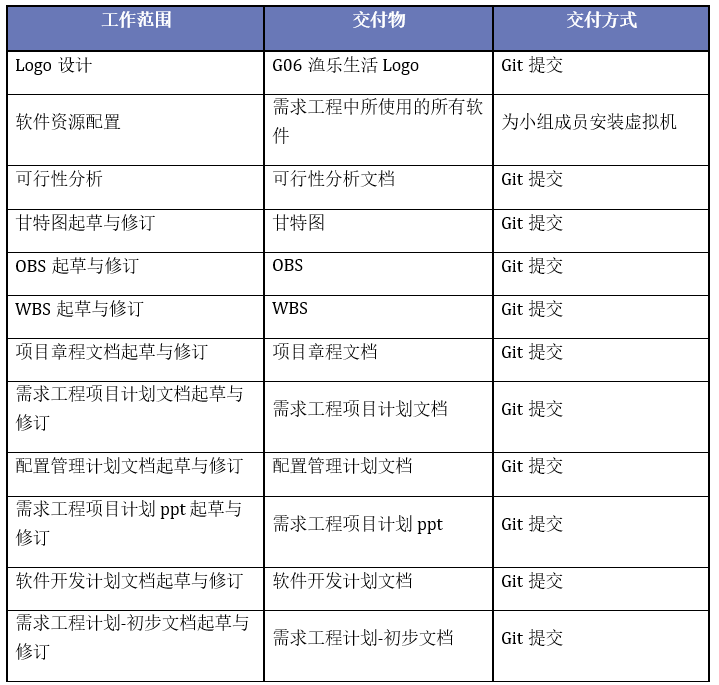 工作范围 交付物 交付方式
Logo 设计 G06 渔乐生活 Logo Git 提交
软件资源配置 需求工程中所使用的所有软
件 为小组成员安装虚拟机
可行性分析 可行性分析文档 Git 提交
甘特图起草与修订 甘特图 Git 提交
OBS 起草与修订 OBS Git 提交
WBS 起草与修订 WBS Git 提交
项目章程文档起草与修订 项目章程文档 Git 提交
需求工程项目计划文档起草与
修订 需求工程项目计划文档 Git 提交
配置管理计划文档起草与修订 配置管理计划文档 Git 提交
需求工程项目计划 ppt 起草与
修订 需求工程项目计划 ppt Git 提交
软件开发计划文档起草与修订 软件开发计划文档 Git 提交
需求工程计划-初步文档起草与
修订 需求工程计划-初步文档 Git 提交